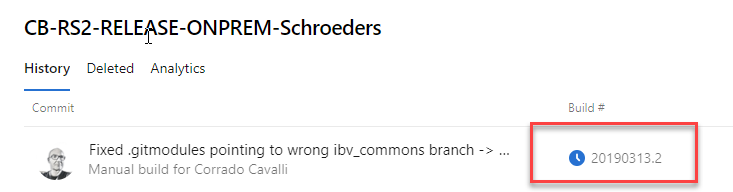 CB-RS2-RELEASE-ONPREM-Schroeders
History Deleted Analytics
Commit Build #
Fixed .gitmodules pointing to wrong ibv_commons branch -> ...
20190313.2
Manual build for Corrado Cavalli